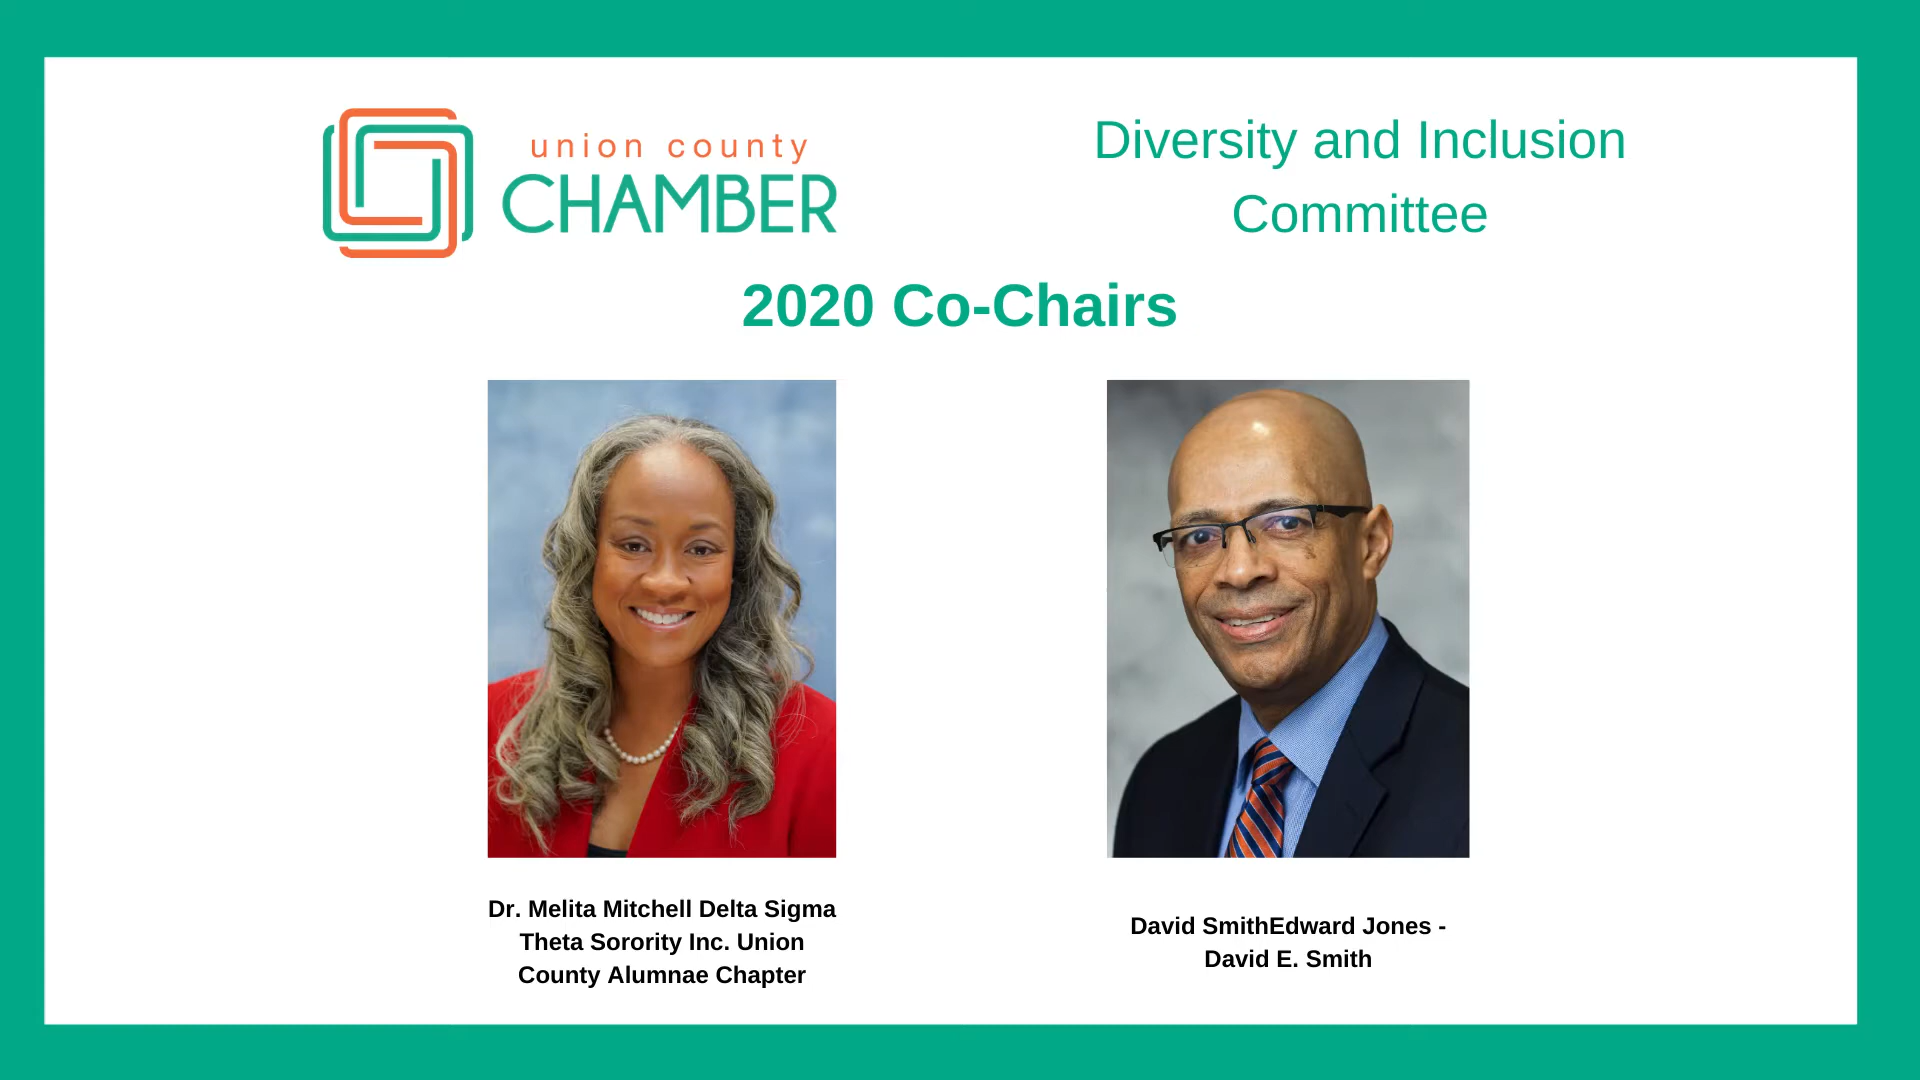 union county
CHAMBER
Diversity and Inclusion
Committee
2020 Co-Chairs
Dr. Melita Mitchell Delta Sigma
Theta Sorority Inc. Union
County Alumnae Chapter
David SmithEdward Jones -
David E. Smith